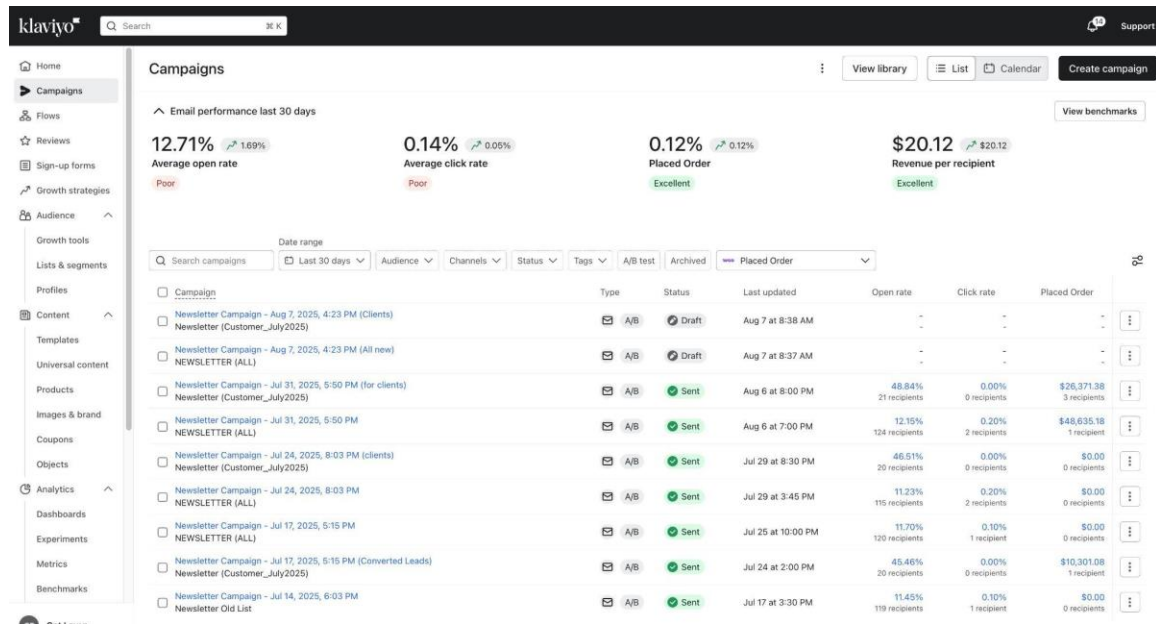 klaviyo
Search ⌘ K
14
Support
Home
Campaigns
Flows
Reviews
Sign-up forms
Growth strategies
Audience
Growth tools
Lists & segments
Profiles
Content
Templates
Universal content
Products
Images & brand
Coupons
Objects
Analytics
Dashboards
Experiments
Metrics
Benchmarks
Campaigns
View library
List
Calendar
Create campaign
Email performance last 30 days
View benchmarks
12.71% 1.69%
Average open rate
Poor
0.14% 0.05%
Average click rate
Poor
0.12% 0.12%
Placed Order
Excellent
$20.12 $20.12
Revenue per recipient
Excellent
Date range
Search campaigns Last 30 days Audience Channels Status Tags A/B test Archived Placed Order
Campaign Type Status Last updated Open rate Click rate Placed Order
Newsletter Campaign - Aug 7, 2025, 4:23 PM (Clients)
Newsletter (Customer_July2025)
A/B Draft Aug 7 at 8:38 AM - - -
- - -
Newsletter Campaign - Aug 7, 2025, 4:23 PM (All new)
NEWSLETTER (ALL)
A/B Draft Aug 7 at 8:37 AM - - -
- - -
Newsletter Campaign - Jul 31, 2025, 5:50 PM (for clients)
Newsletter (Customer_July2025)
A/B Sent Aug 6 at 8:00 PM 48.84% 0.00% $26,371.38
21 recipients 0 recipients 3 recipients
Newsletter Campaign - Jul 31, 2025, 5:50 PM
NEWSLETTER (ALL)
A/B Sent Aug 6 at 7:00 PM 12.15% 0.20% $48,635.18
124 recipients 2 recipients 1 recipient
Newsletter Campaign - Jul 24, 2025, 8:03 PM (clients)
Newsletter (Customer_July2025)
A/B Sent Jul 29 at 8:30 PM 46.51% 0.00% $0.00
20 recipients 0 recipients 0 recipients
Newsletter Campaign - Jul 24, 2025, 8:03 PM
NEWSLETTER (ALL)
A/B Sent Jul 29 at 3:45 PM 11.23% 0.20% $0.00
115 recipients 2 recipients 0 recipients
Newsletter Campaign - Jul 17, 2025, 5:15 PM
NEWSLETTER (ALL)
A/B Sent Jul 25 at 10:00 PM 11.70% 0.10% $0.00
120 recipients 1 recipient 0 recipients
Newsletter Campaign - Jul 17, 2025, 5:15 PM (Converted Leads)
Newsletter (Customer_July2025)
A/B Sent Jul 24 at 2:00 PM 45.46% 0.00% $10,301.08
20 recipients 0 recipients 1 recipient
Newsletter Campaign - Jul 14, 2025, 6:03 PM
Newsletter Old List
A/B Sent Jul 17 at 3:30 PM 11.45% 0.10% $0.00
119 recipients 1 recipient 0 recipients